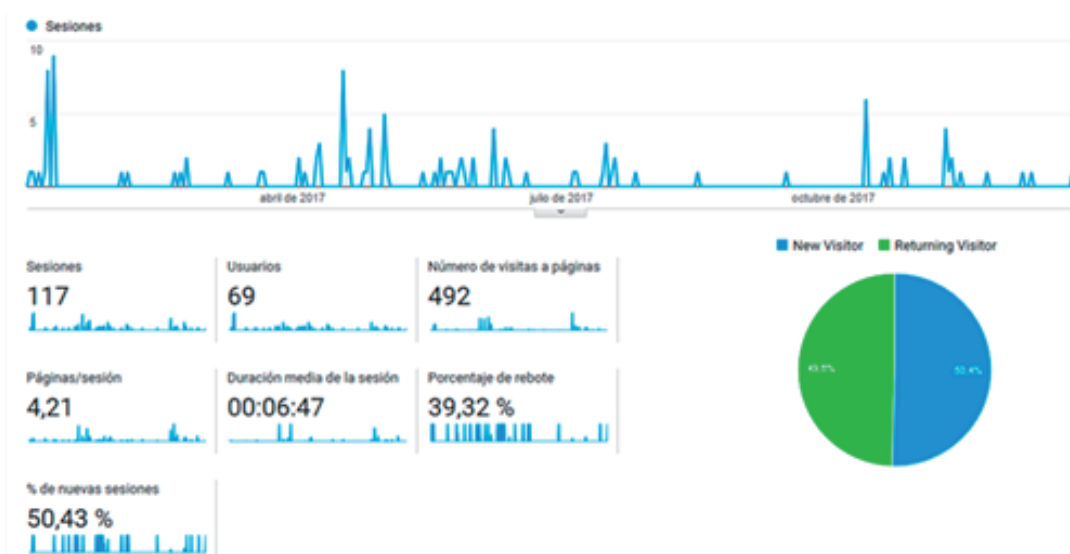 Sesiones
10
5
abril de 2017
julio de 2017
octubre de 2017
New Visitor
Returning Visitor
Sesiones
117
Usuarios
69
Número de visitas a páginas
492
Páginas/sesión
4,21
Duración media de la sesión
00:06:47
Porcentaje de rebote
39,32 %
% de nuevas sesiones
50,43 %
50.4%